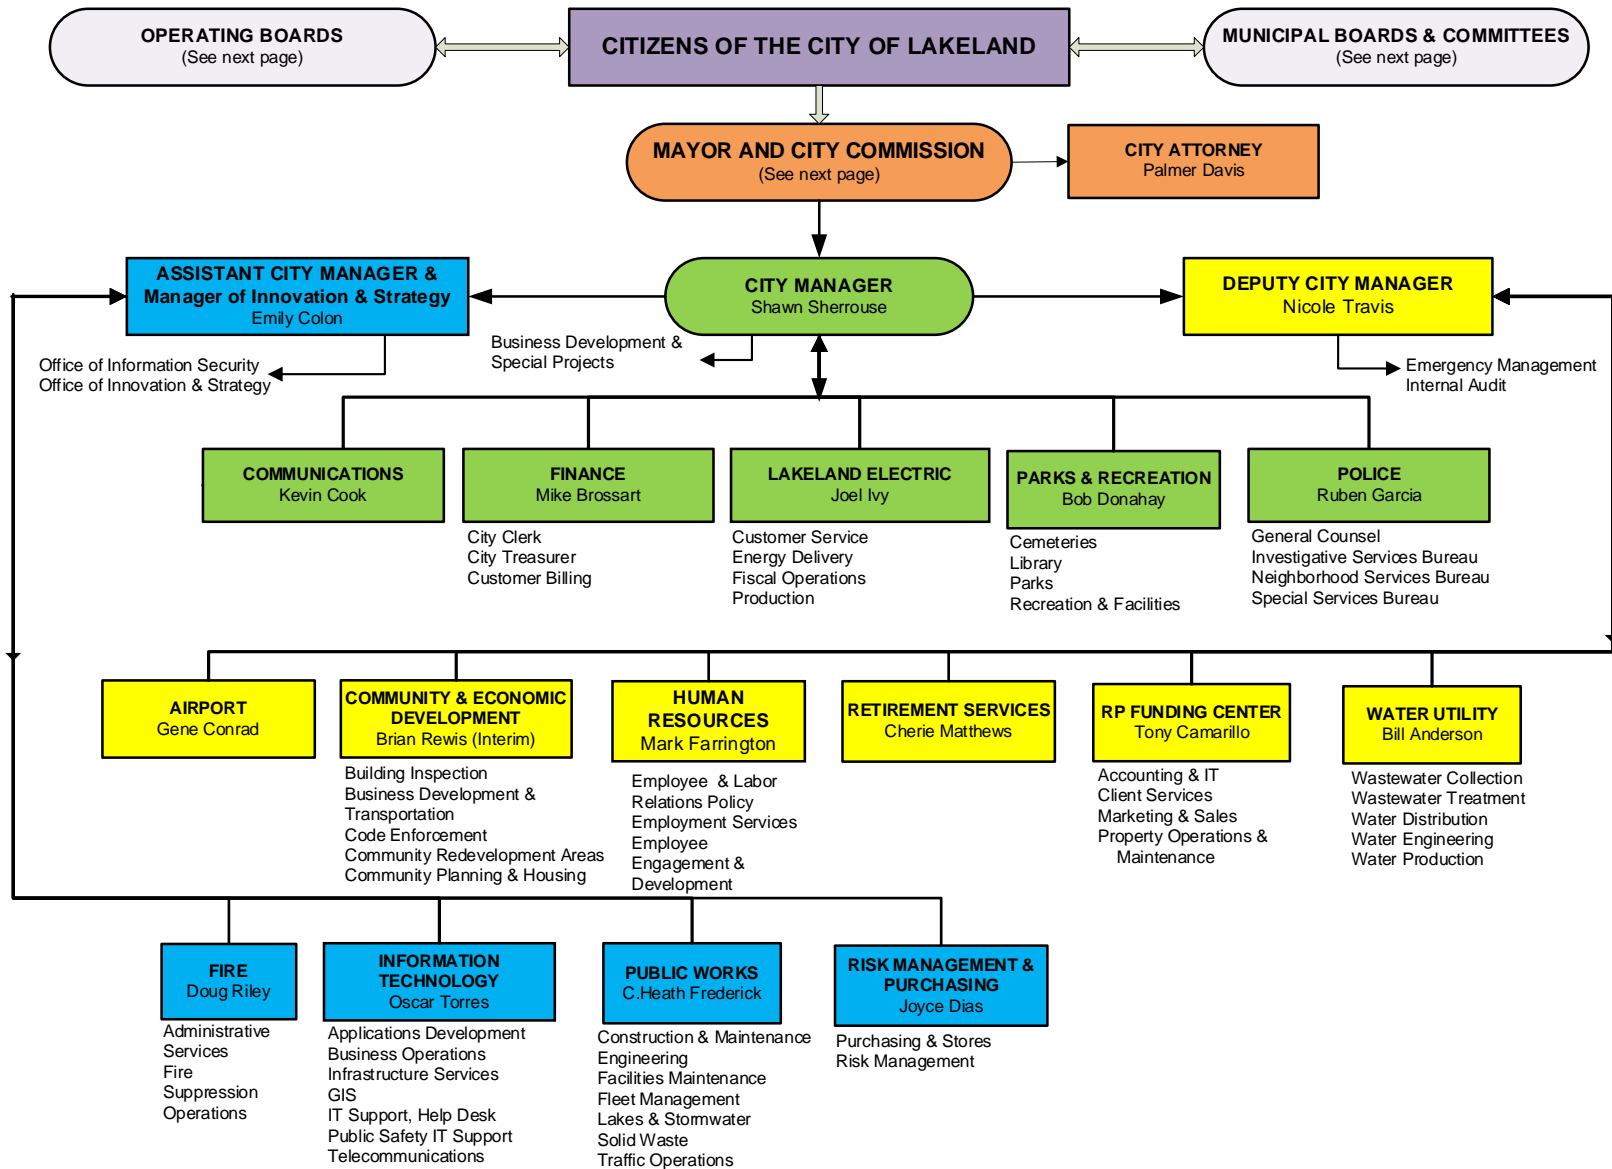 OPERATING BOARDS
(See next page)
CITIZENS OF THE CITY OF LAKELAND
MUNICIPAL BOARDS & COMMITTEES
(See next page)
MAYOR AND CITY COMMISSION
(See next page)
CITY ATTORNEY
Palmer Davis
ASSISTANT CITY MANAGER &
Manager of Innovation & Strategy
Emily Colon
CITY MANAGER
Shawn Sherrouse
DEPUTY CITY MANAGER
Nicole Travis
Office of Information Security
Office of Innovation & Strategy
Business Development &
Special Projects
Emergency Management
Internal Audit
COMMUNICATIONS
Kevin Cook
FINANCE
Mike Brossart
City Clerk
City Treasurer
Customer Billing
LAKELAND ELECTRIC
Joel Ivy
Customer Service
Energy Delivery
Fiscal Operations
Production
PARKS & RECREATION
Bob Donahay
Cemeteries
Library
Parks
Recreation & Facilities
POLICE
Ruben Garcia
General Counsel
Investigative Services Bureau
Neighborhood Services Bureau
Special Services Bureau
AIRPORT
Gene Conrad
COMMUNITY & ECONOMIC
DEVELOPMENT
Brian Rewis (Interim)
Building Inspection
Business Development &
Transportation
Code Enforcement
Community Redevelopment Areas
Community Planning & Housing
HUMAN
RESOURCES
Mark Farrington
Employee & Labor
Relations Policy
Employment Services
Employee
Engagement &
Development
RETIREMENT SERVICES
Cherie Matthews
RP FUNDING CENTER
Tony Camarillo
Accounting & IT
Client Services
Marketing & Sales
Property Operations &
Maintenance
WATER UTILITY
Bill Anderson
Wastewater Collection
Wastewater Treatment
Water Distribution
Water Engineering
Water Production
FIRE
Doug Riley
Administrative
Services
Fire
Suppression
Operations
INFORMATION
TECHNOLOGY
Oscar Torres
Applications Development
Business Operations
Infrastructure Services
GIS
IT Support, Help Desk
Public Safety IT Support
Telecommunications
PUBLIC WORKS
C.Heath Frederick
Construction & Maintenance
Engineering
Facilities Maintenance
Fleet Management
Lakes & Stormwater
Solid Waste
Traffic Operations
RISK MANAGEMENT &
PURCHASING
Joyce Dias
Purchasing & Stores
Risk Management